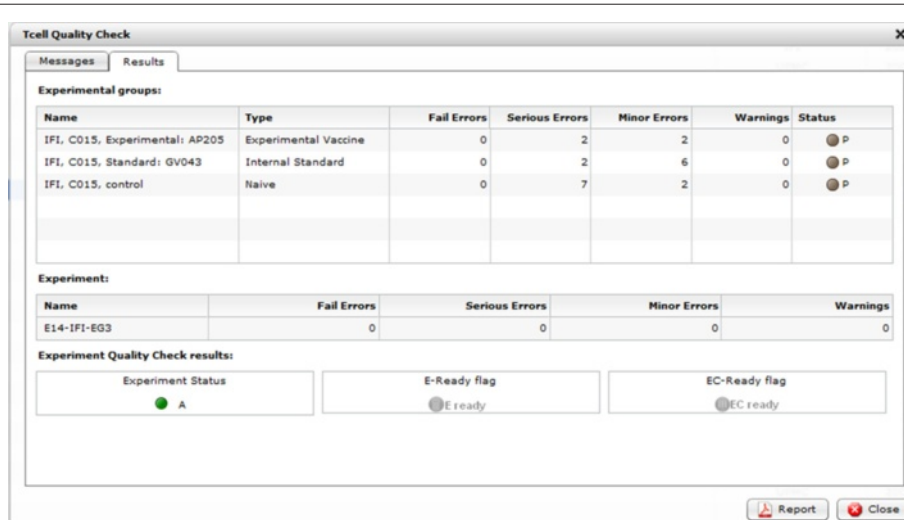 Tcell Quality Check
Messages Results
Experimental groups:
Name Type Fail Errors Serious Errors Minor Errors Warnings Status
IFI, C015, Experimental: AP205 Experimental Vaccine 0 2 2 0 P
IFI, C015, Standard: GV043 Internal Standard 0 2 6 0 P
IFI, C015, control Naive 0 7 2 0 P
Experiment:
Name Fail Errors Serious Errors Minor Errors Warnings
E14-IFI-EG3 0 0 0 0
Experiment Quality Check results:
Experiment Status E-Ready flag EC-Ready flag
A E ready EC ready
Report Close